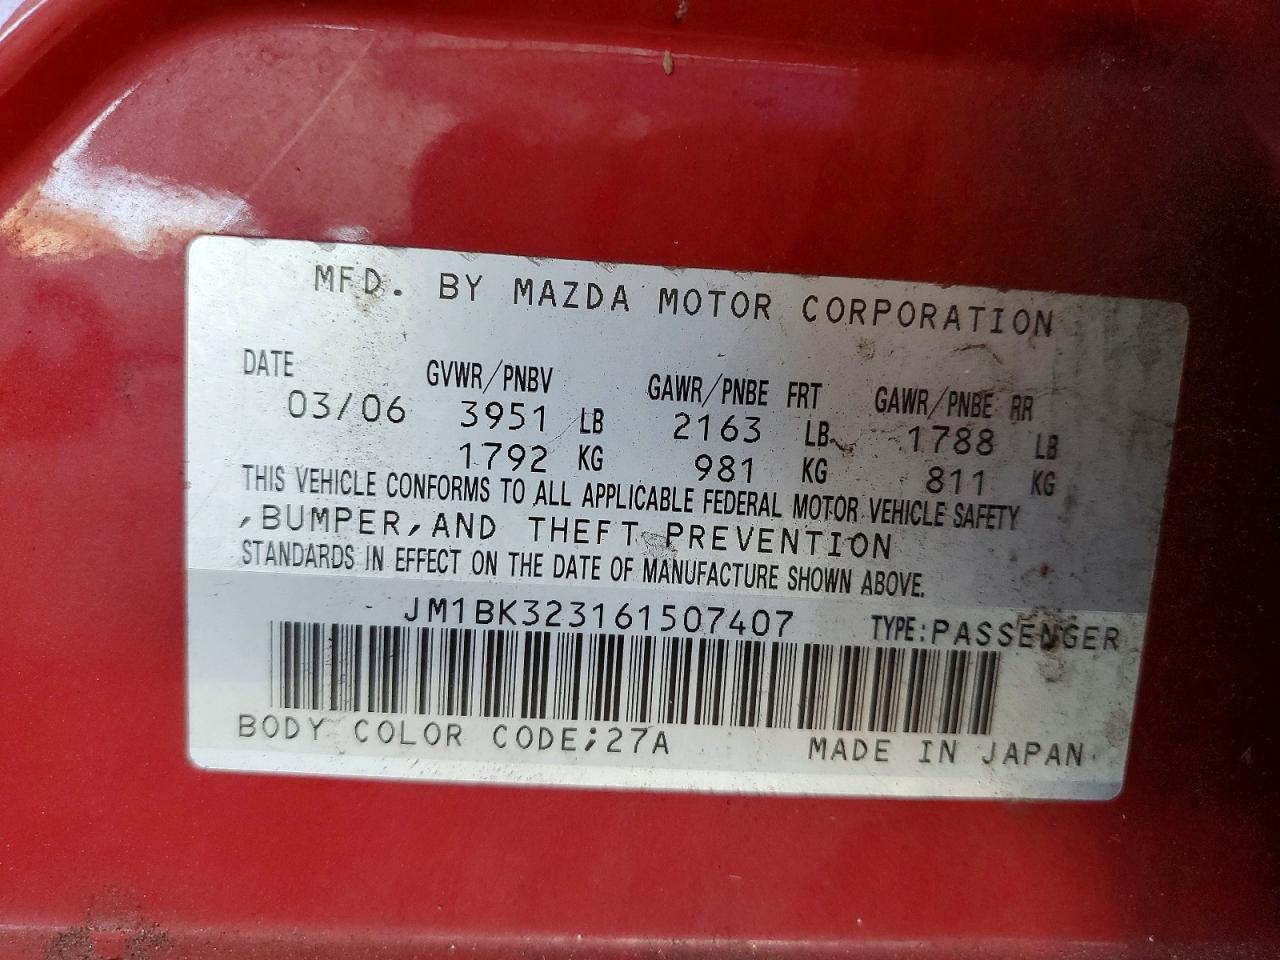 MFD. BY MAZDA MOTOR CORPORATION
DATE GVWR/PNBV GAWR/PNBE FRT GAWR/PNBE RR
03/06 3951 LB 2163 LB 1788 LB
1792 KG 981 KG 811 KG
THIS VEHICLE CONFORMS TO ALL APPLICABLE FEDERAL MOTOR VEHICLE SAFETY
,BUMPER,AND THEFT PREVENTION
STANDARDS IN EFFECT ON THE DATE OF MANUFACTURE SHOWN ABOVE.
JM1BK323161507407 TYPE:PASSENGER
BODY COLOR CODE;27A MADE IN JAPAN